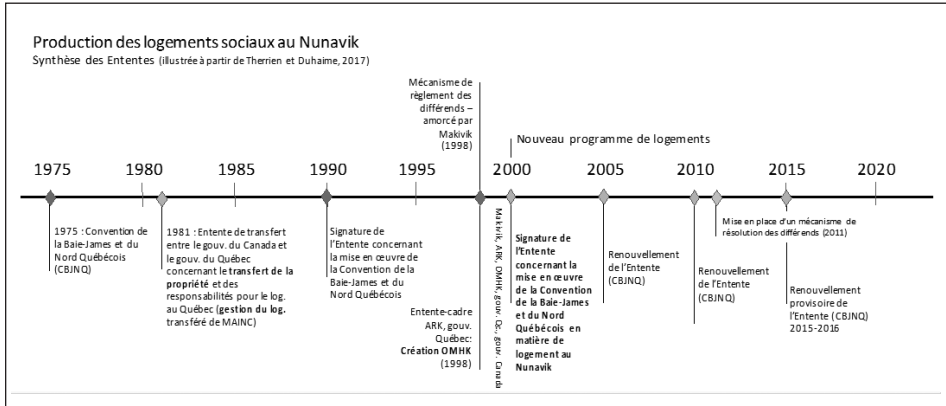 Production des logements sociaux au Nunavik
Synthèse des Ententes (illustrée à partir de Therrien et Duhaime, 2017)
Mécanisme de
règlement des
différends –
amorcé par
Makivik
(1998)
Nouveau programme de logements
1975
1980
1985
1990
1995
2000
2005
2010
2015
2020
1975 : Convention de
la Baie-James et du
Nord Québécois
(CBJNQ)
1981 : Entente de transfert
entre le gouv. du Canada et
le gouv. du Québec
concernant le transfert de la
propriété et des
responsabilités pour le log.
au Québec (gestion du log.
transféré de MAINC)
Signature de
l'Entente concernant
la mise en œuvre de
la Convention de la
Baie-James et du
Nord Québécois
Entente-cadre
ARK, gouv.
Québec:
Création OMHK
(1998)
Makivik, ARK, OMHK, gouv. Qc., gouv. Canada
Signature de
l'Entente
concernant la
mise en œuvre
de la Convention
de la Baie-James
et du Nord
Québécois en
matière de
logement au
Nunavik
Renouvellement
de l'Entente
(CBJNQ)
Renouvellement
de l'Entente
(CBJNQ)
Mise en place d'un mécanisme de
résolution des différends (2011)
Renouvellement
provisoire de
l'Entente (CBJNQ)
2015-2016